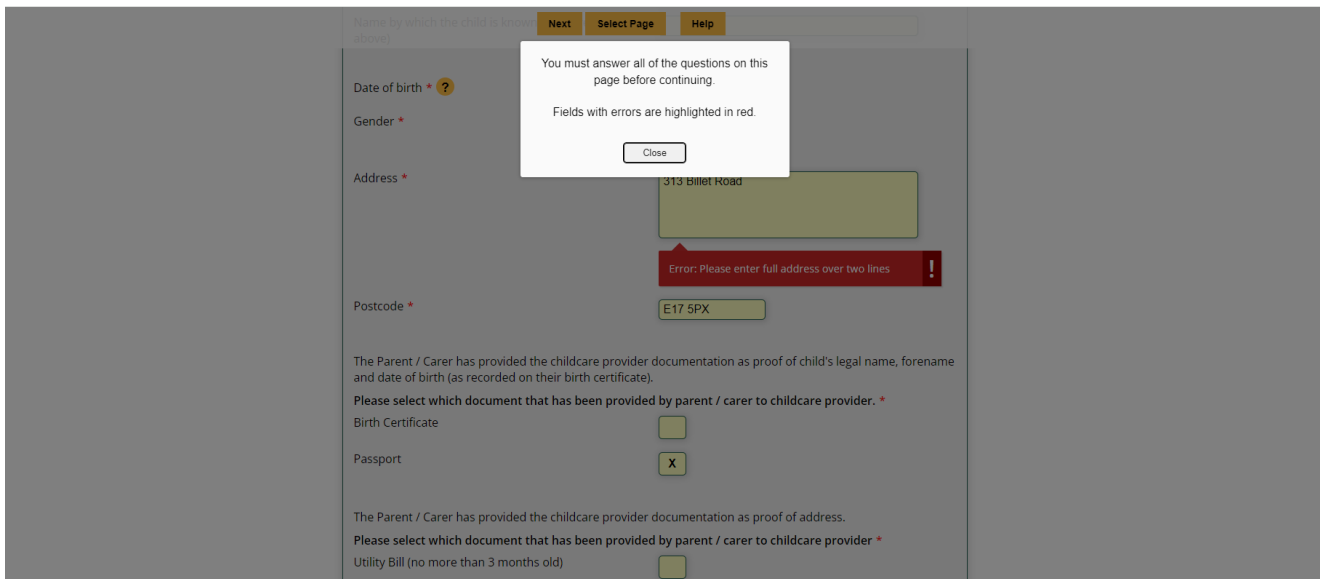 Name by which the child is known
above)
Next Select Page Help
You must answer all of the questions on this
page before continuing.
Fields with errors are highlighted in red.
Close
Date of birth * ?
Gender *
Address *
313 Billet Road
Error: Please enter full address over two lines !
Postcode *
E17 5PX
The Parent / Carer has provided the childcare provider documentation as proof of child's legal name, forename
and date of birth (as recorded on their birth certificate).
Please select which document that has been provided by parent / carer to childcare provider. *
Birth Certificate
Passport
X
The Parent / Carer has provided the childcare provider documentation as proof of address.
Please select which document that has been provided by parent / carer to childcare provider *
Utility Bill (no more than 3 months old)